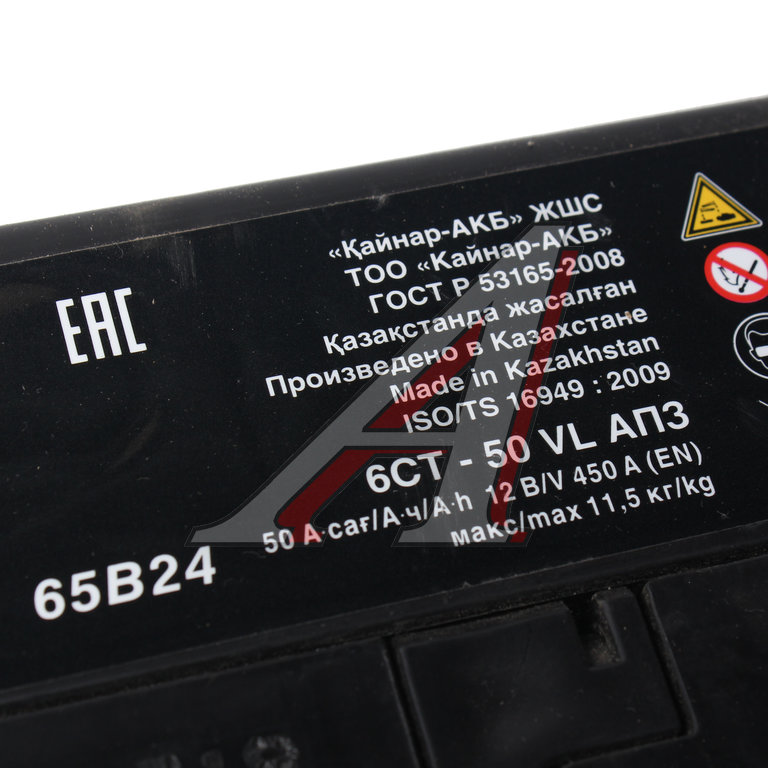 «Қайнар-АКБ» ЖШС
ТОО «Кайнар-АКБ»
ГОСТ Р 53165-2008
Қазақстанда жасалған
Произведено в Казахстане
Made in Kazakhstan
ISO/TS 16949 : 2009
EAC
6СТ - 50 VL АПЗ
50 А·сағ/А·ч/A·h 12 В/V 450 А (EN)
макс/max 11,5 кг/kg
65B24